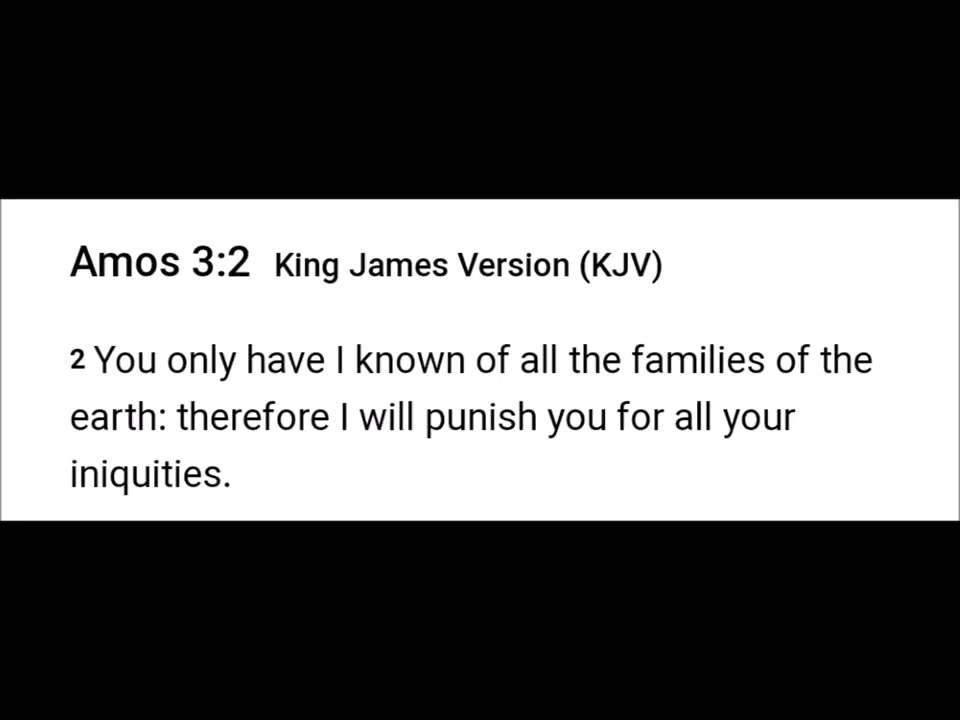 Amos 3:2 King James Version (KJV)
2 You only have I known of all the families of the
earth: therefore I will punish you for all your
iniquities.